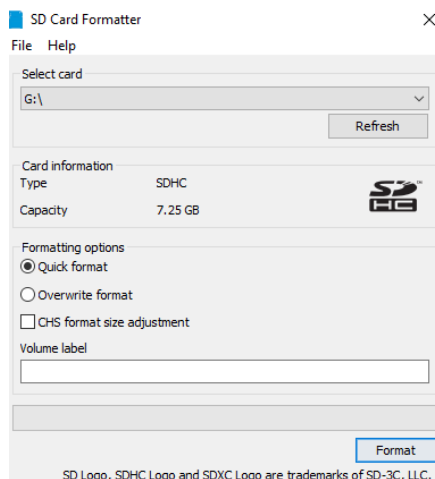 SD Card Formatter
File Help
Select card
G:\
Refresh
Card information
Type SDHC
Capacity 7.25 GB
SD HC
Formatting options
Quick format
Overwrite format
CHS format size adjustment
Volume label
Format
SD Logo, SDHC Logo and SDXC Logo are trademarks of SD-3C, LLC.